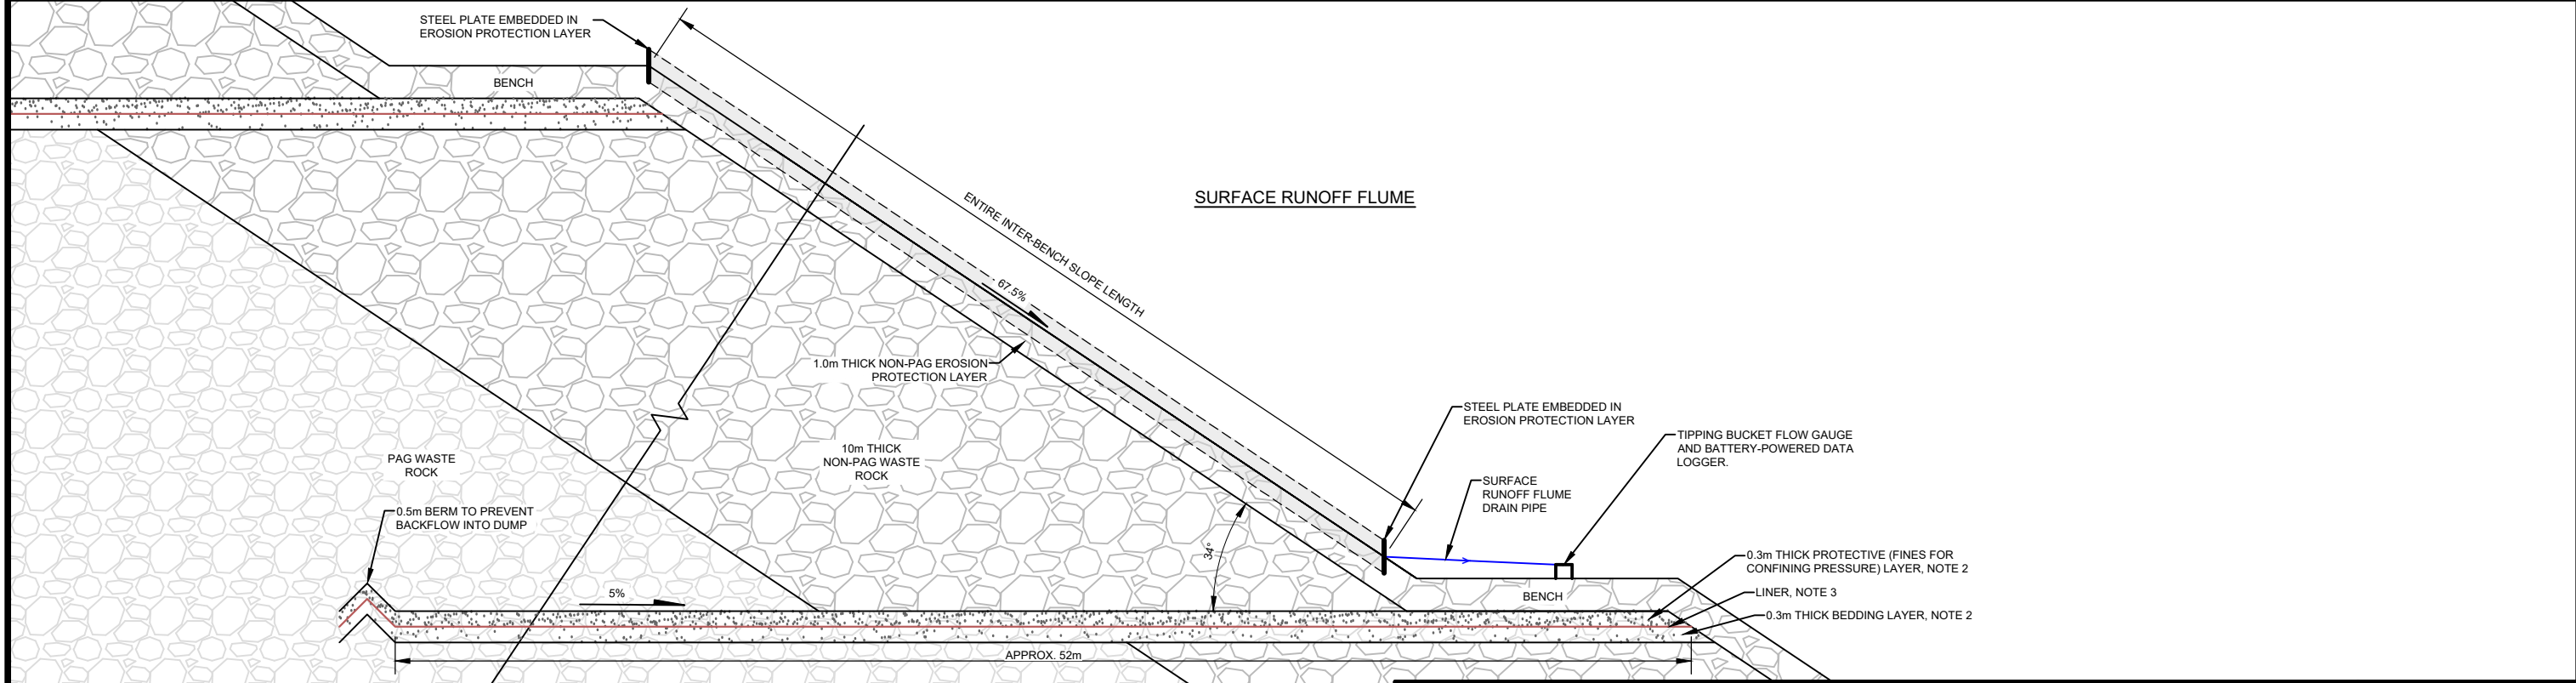 STEEL PLATE EMBEDDED IN
EROSION PROTECTION LAYER
BENCH
SURFACE RUNOFF FLUME
ENTIRE INTER-BENCH SLOPE LENGTH
67.5%
1.0m THICK NON-PAG EROSION
PROTECTION LAYER
STEEL PLATE EMBEDDED IN
EROSION PROTECTION LAYER
TIPPING BUCKET FLOW GAUGE
AND BATTERY-POWERED DATA
LOGGER.
PAG WASTE
ROCK
10m THICK
NON-PAG WASTE
ROCK
SURFACE
RUNOFF FLUME
DRAIN PIPE
0.5m BERM TO PREVENT
BACKFLOW INTO DUMP
34°
0.3m THICK PROTECTIVE (FINES FOR
CONFINING PRESSURE) LAYER, NOTE 2
5%
BENCH
LINER, NOTE 3
0.3m THICK BEDDING LAYER, NOTE 2
APPROX. 52m